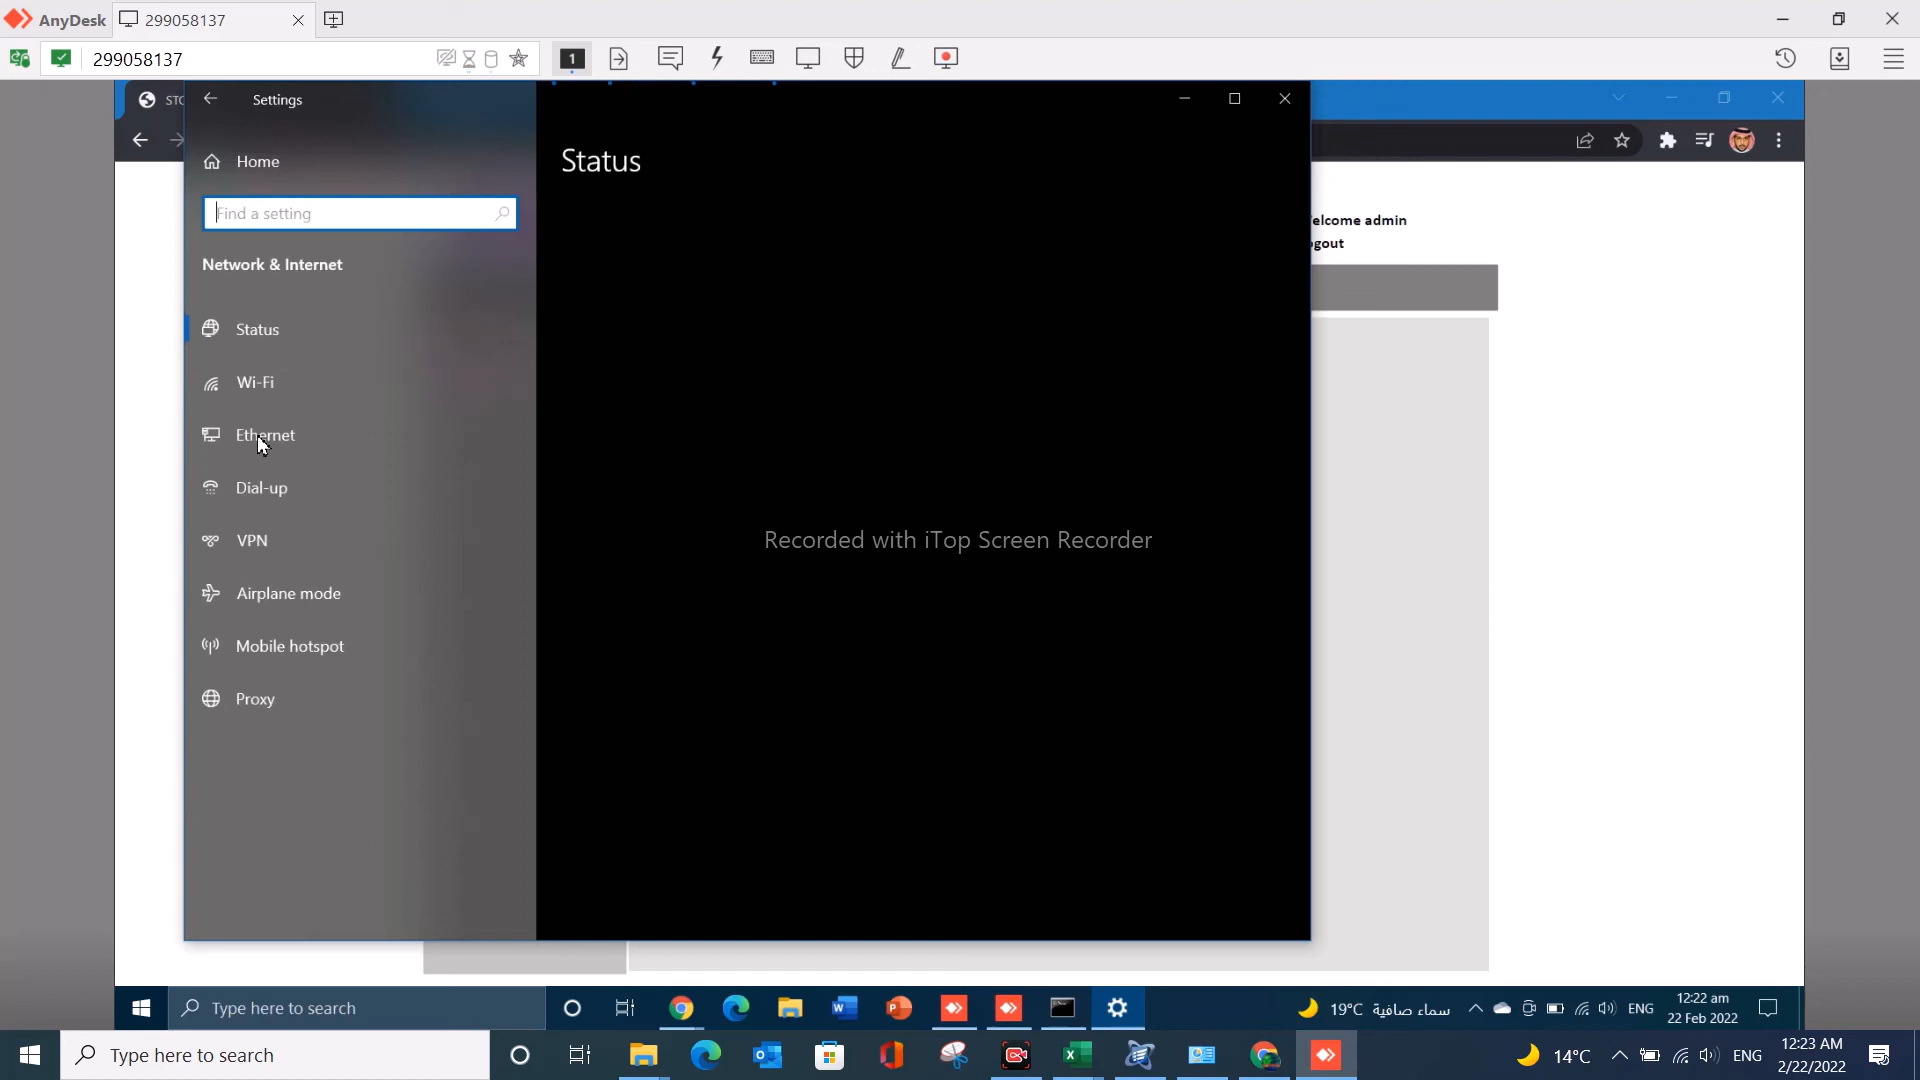 AnyDesk
299058137
299058137
1
Settings
Home
Find a setting
Network & Internet
Status
Wi-Fi
Ethernet
Dial-up
VPN
Airplane mode
Mobile hotspot
Proxy
Status
Recorded with iTop Screen Recorder
STO
elcome admin
gout
Type here to search
19°C سماء صافية
ENG
12:22 am
22 Feb 2022
Type here to search
14°C
ENG
12:23 AM
2/22/2022